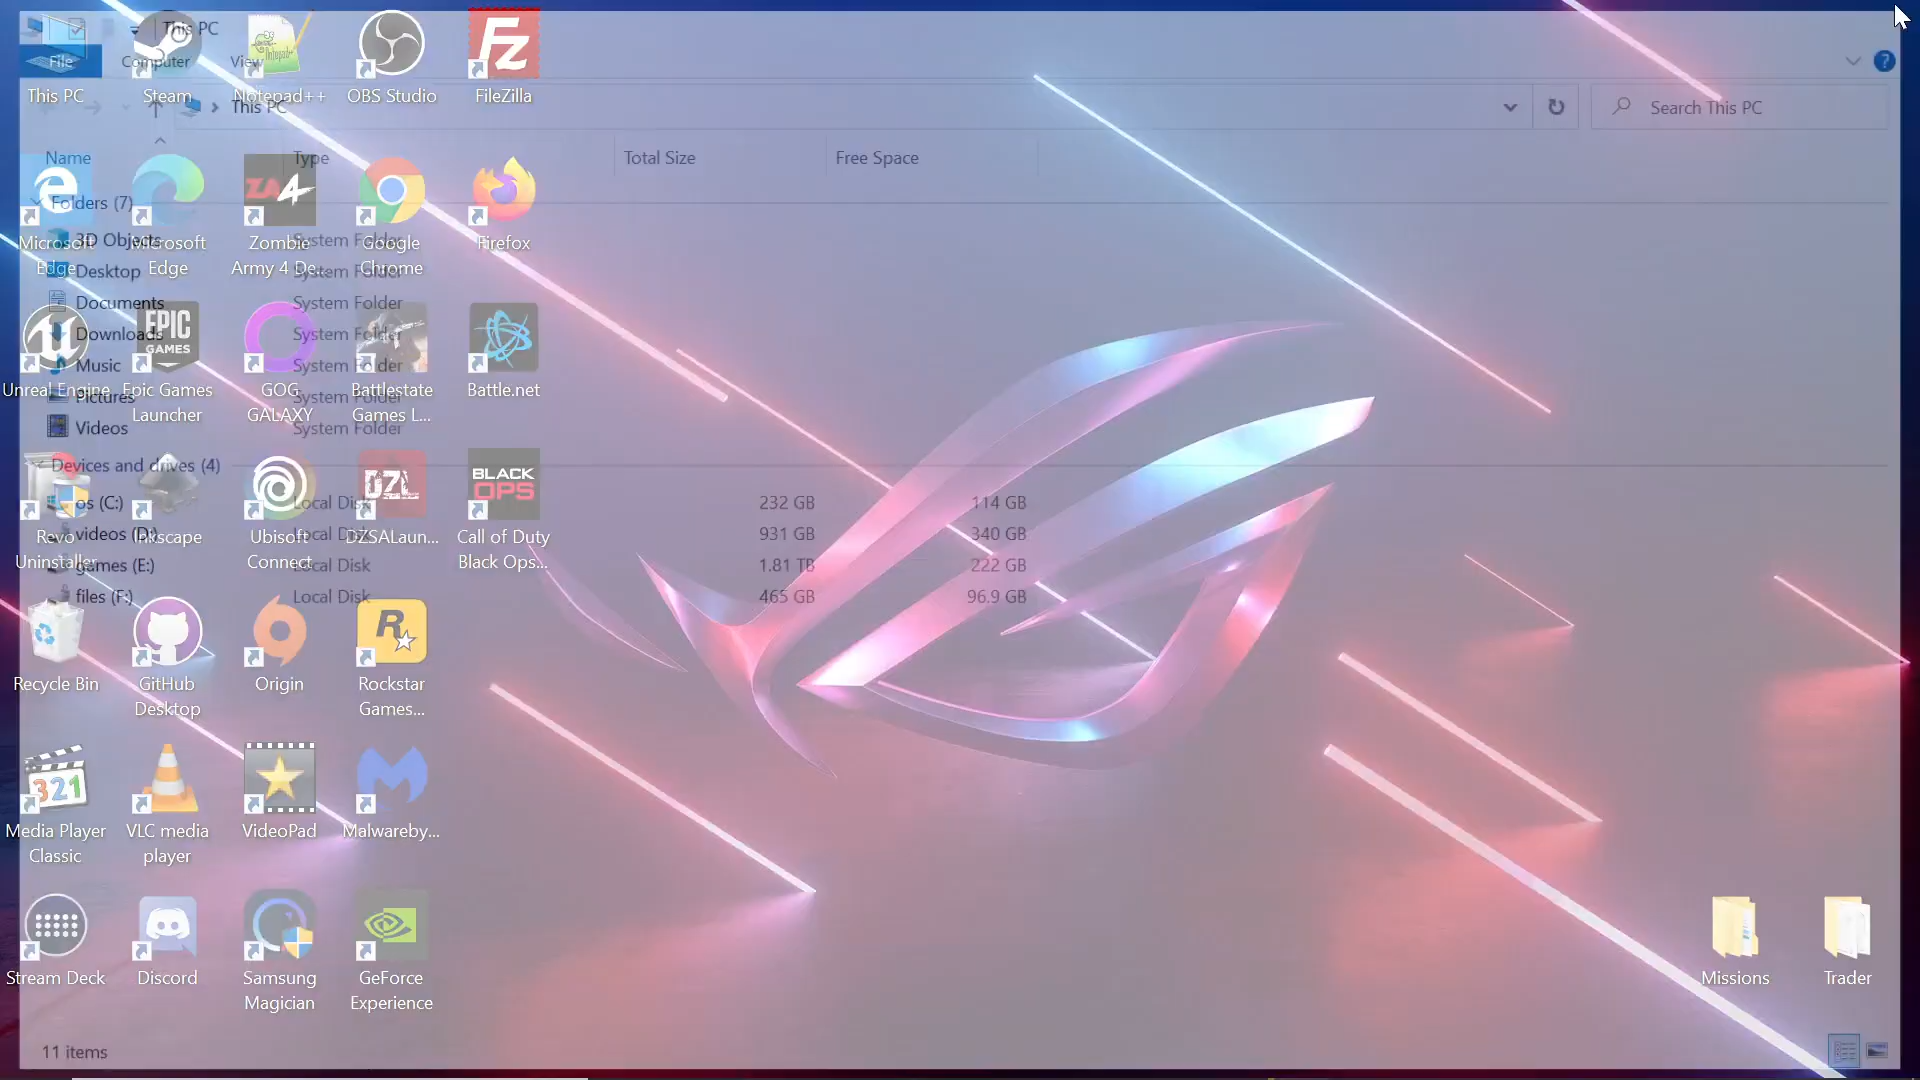 This PC
File
Computer
View
This PC
Search This PC
This PC
Steam
Notepad++
OBS Studio
FileZilla
Name
Type
Total Size
Free Space
Folders (7)
3D Objects
System Folder
Desktop
System Folder
Documents
System Folder
Downloads
System Folder
Music
System Folder
Pictures
System Folder
Videos
System Folder
Devices and drives (4)
os (C:)
Local Disk
232 GB
114 GB
videos (D:)
Local Disk
931 GB
340 GB
games (E:)
Local Disk
1.81 TB
222 GB
files (F:)
Local Disk
465 GB
96.9 GB
Microsoft
Edge
Microsoft
Edge
ZA4
Zombie
Army 4 De...
Google
Chrome
Firefox
Unreal Engine
EPIC
GAMES
Epic Games
Launcher
GOG
GALAXY
Battlestate
Games L...
Battle.net
Revo
Uninstaller
Inkscape
Ubisoft
Connect
DZL
DZSALaun...
BLACK
OPS
Call of Duty
Black Ops...
Recycle Bin
GitHub
Desktop
Origin
R
Rockstar
Games...
321
Media Player
Classic
VLC media
player
VideoPad
Malwareby...
Stream Deck
Discord
Samsung
Magician
GeForce
Experience
Missions
Trader
11 items